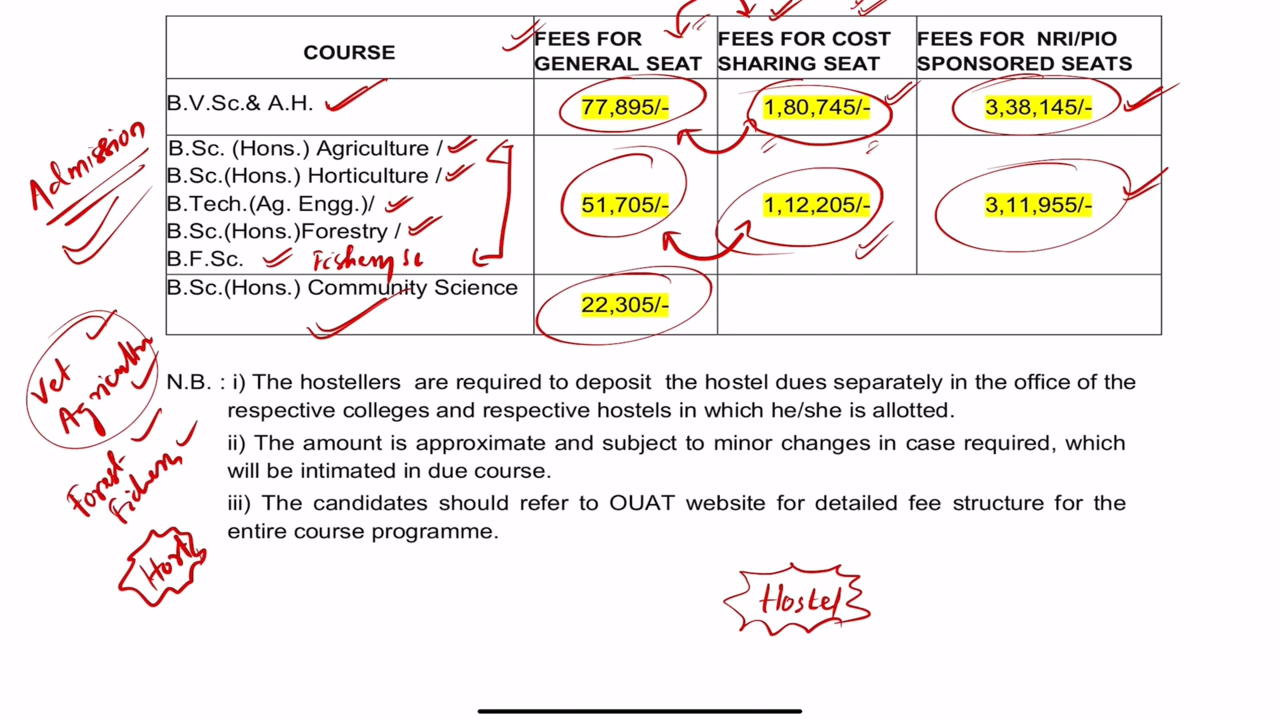 COURSE
FEES FOR
GENERAL SEAT
FEES FOR COST
SHARING SEAT
FEES FOR NRI/PIO
SPONSORED SEATS
B.V.Sc.& A.H.
77,895/-
1,80,745/-
3,38,145/-
B.Sc. (Hons.) Agriculture /
B.Sc.(Hons.) Horticulture /
B.Tech.(Ag. Engg.)/
B.Sc.(Hons.)Forestry /
B.F.Sc.
Fishery Sc
51,705/-
1,12,205/-
3,11,955/-
B.Sc.(Hons.) Community Science
22,305/-
Admission
Vet
Agriculture
Forest
Fishery
Horti
N.B. : i) The hostellers are required to deposit the hostel dues separately in the office of the
respective colleges and respective hostels in which he/she is allotted.
ii) The amount is approximate and subject to minor changes in case required, which
will be intimated in due course.
iii) The candidates should refer to OUAT website for detailed fee structure for the
entire course programme.
Hostel